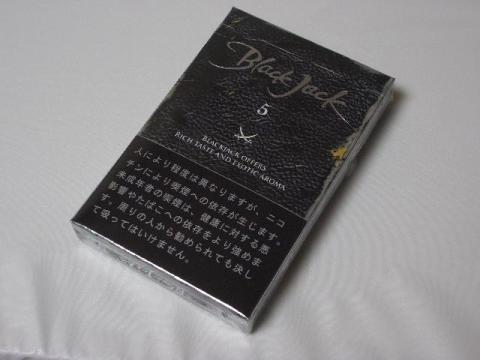 Black Jack
5
BLACKJACK OFFERS
RICH TASTE AND EXOTIC AROMA
人により程度は異なりますが、ニコ
チンにより喫煙への依存が生じます。
未成年者の喫煙は、健康に対する悪
影響やたばこへの依存をより強めま
す。周りの人から勧められても決し
て吸ってはいけません。